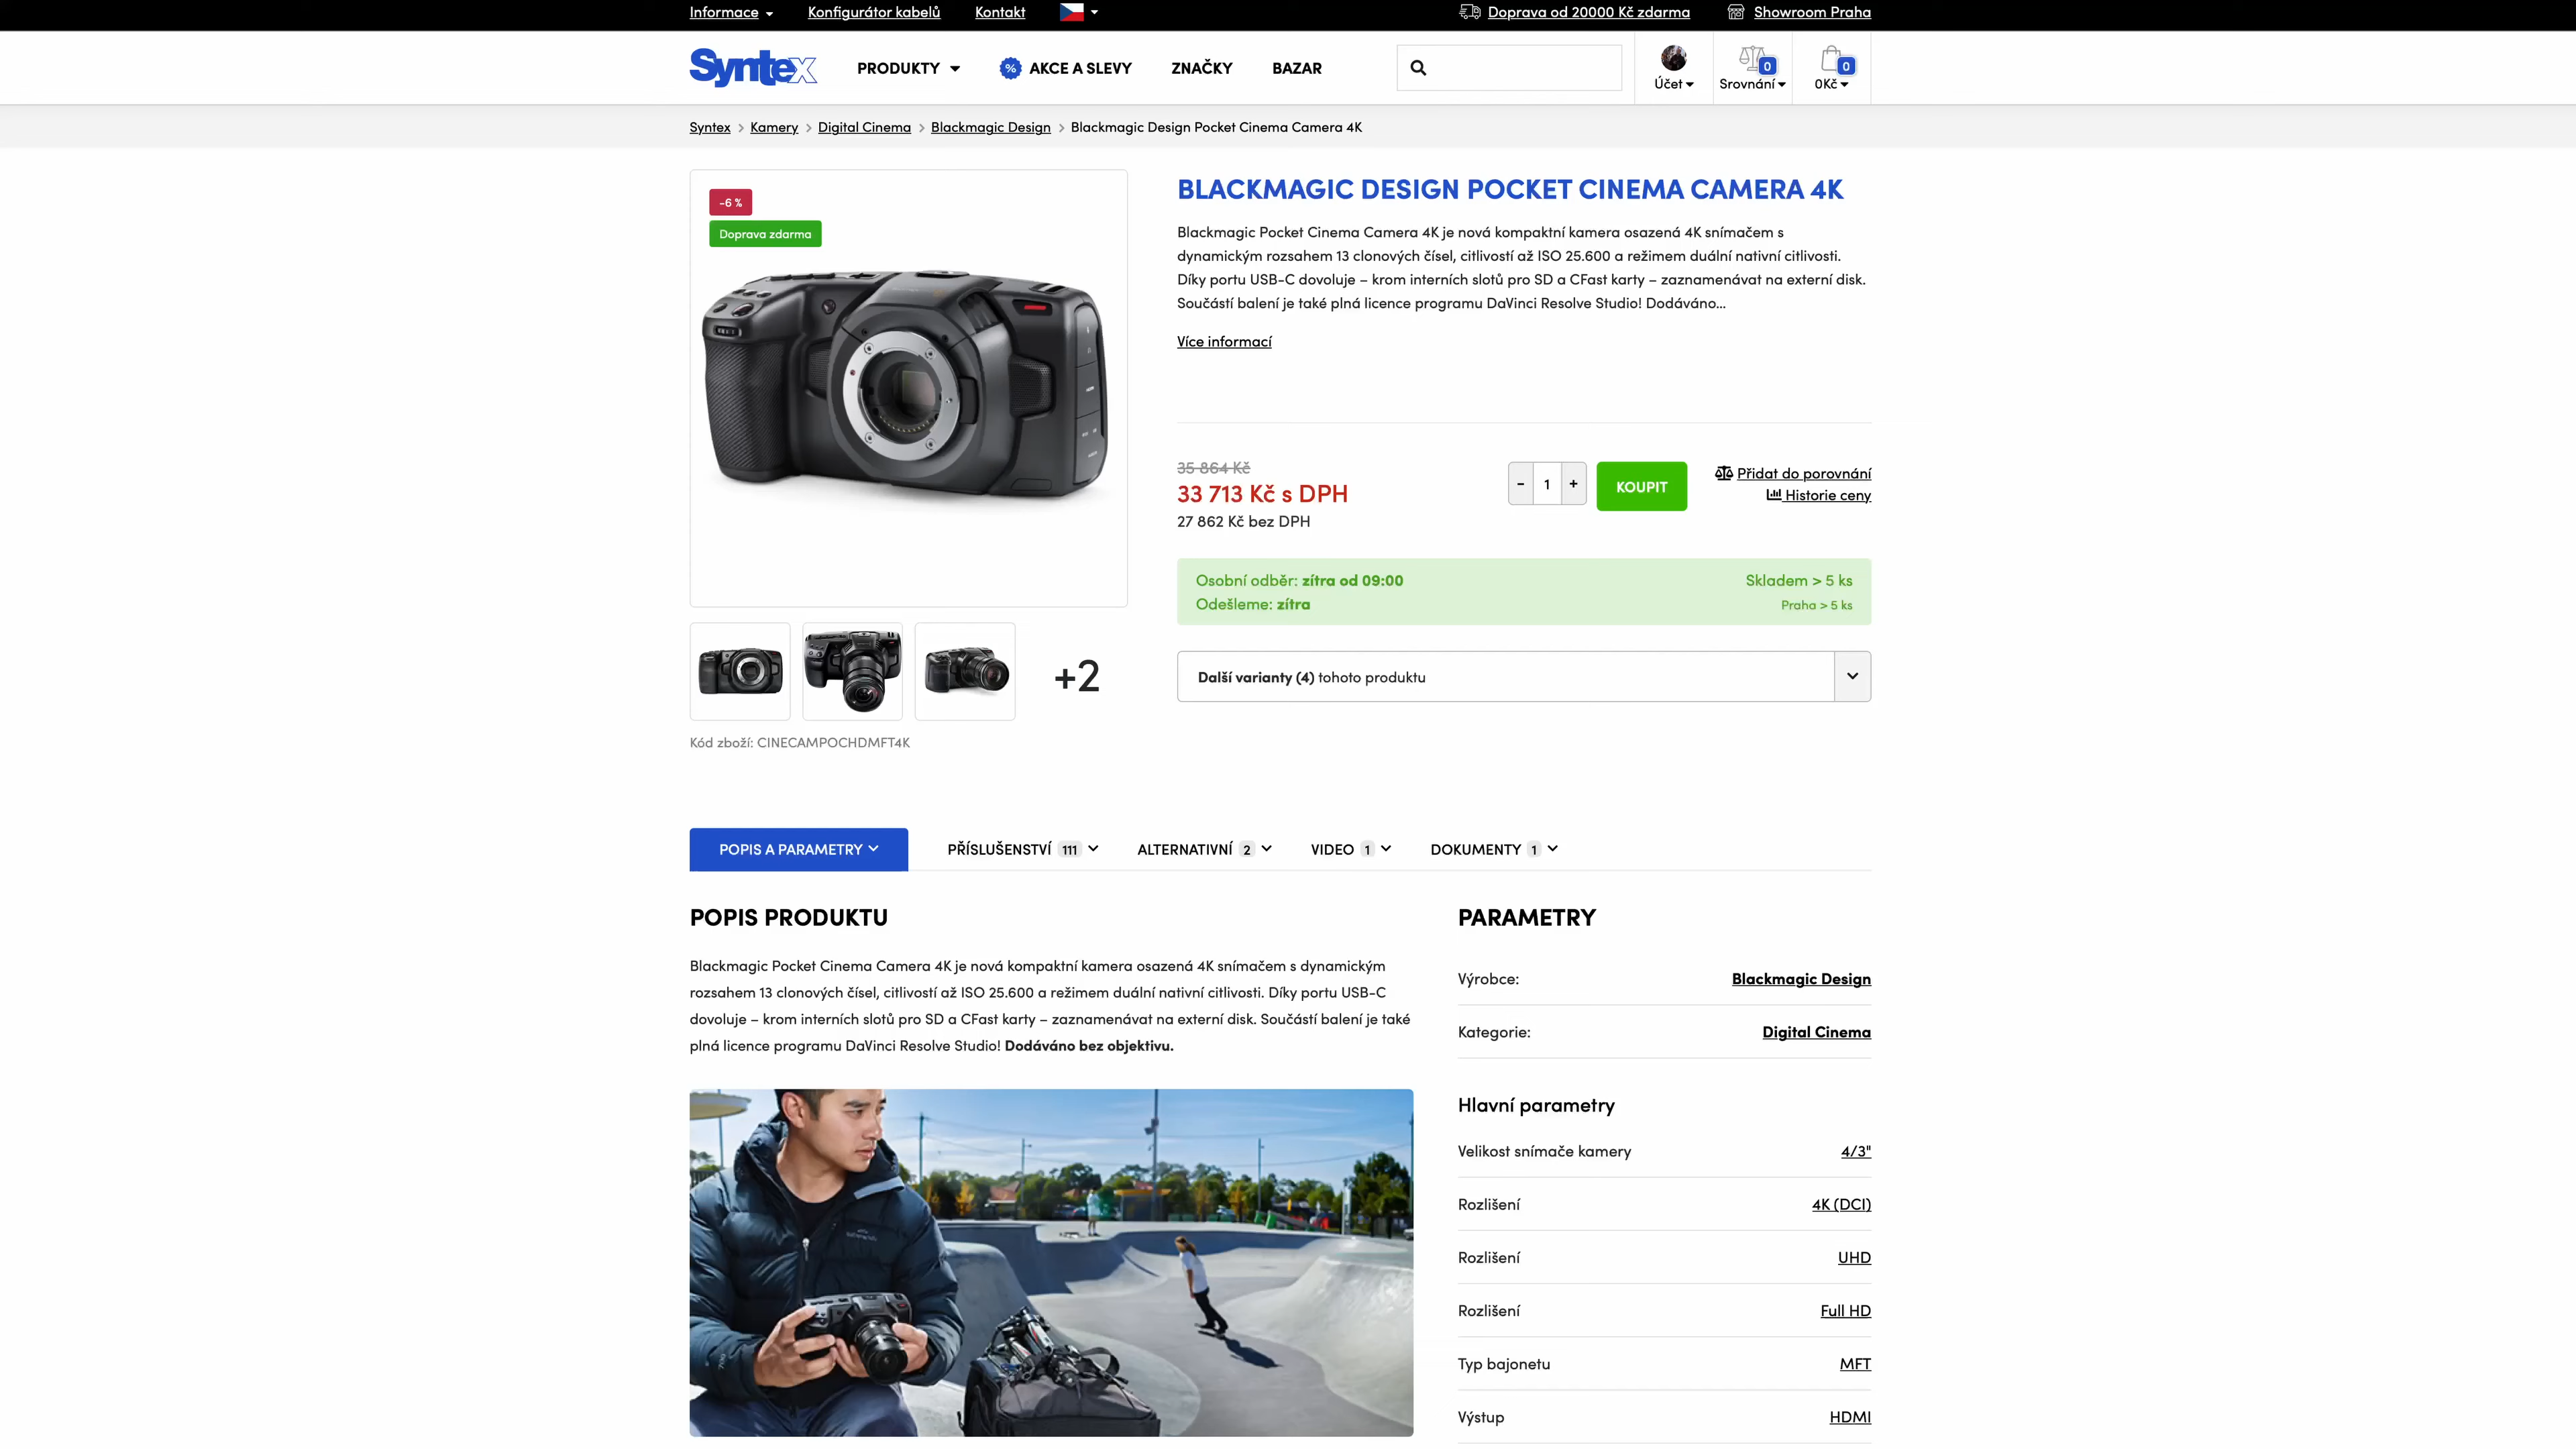 Informace
Konfigurátor kabelů
Kontakt
Doprava od 20000 Kč zdarma
Showroom Praha
Syntex
PRODUKTY
% AKCE A SLEVY
ZNAČKY
BAZAR
Účet
0
Srovnání
0
0Kč
Syntex > Kamery > Digital Cinema > Blackmagic Design > Blackmagic Design Pocket Cinema Camera 4K
-6 %
Doprava zdarma
BLACKMAGIC DESIGN POCKET CINEMA CAMERA 4K
Blackmagic Pocket Cinema Camera 4K je nová kompaktní kamera osazená 4K snímačem s
dynamickým rozsahem 13 clonových čísel, citlivostí až ISO 25.600 a režimem duální nativní citlivosti.
Díky portu USB-C dovoluje – krom interních slotů pro SD a CFast karty – zaznamenávat na externí disk.
Součástí balení je také plná licence programu DaVinci Resolve Studio! Dodáváno...
Více informací
35 864 Kč
33 713 Kč s DPH
27 862 Kč bez DPH
- 1 +
KOUPIT
Přidat do porovnání
Historie ceny
Osobní odběr: zítra od 09:00
Skladem > 5 ks
Odešleme: zítra
Praha > 5 ks
Další varianty (4) tohoto produktu
+2
Kód zboží: CINECAMPOCHDMFT4K
POPIS A PARAMETRY
PŘÍSLUŠENSTVÍ 111
ALTERNATIVNÍ 2
VIDEO 1
DOKUMENTY 1
POPIS PRODUKTU
Blackmagic Pocket Cinema Camera 4K je nová kompaktní kamera osazená 4K snímačem s dynamickým
rozsahem 13 clonových čísel, citlivostí až ISO 25.600 a režimem duální nativní citlivosti. Díky portu USB-C
dovoluje – krom interních slotů pro SD a CFast karty – zaznamenávat na externí disk. Součástí balení je také
plná licence programu DaVinci Resolve Studio! Dodáváno bez objektivu.
PARAMETRY
Výrobce: Blackmagic Design
Kategorie: Digital Cinema
Hlavní parametry
Velikost snímače kamery 4/3"
Rozlišení 4K (DCI)
Rozlišení UHD
Rozlišení Full HD
Typ bajonetu MFT
Výstup HDMI